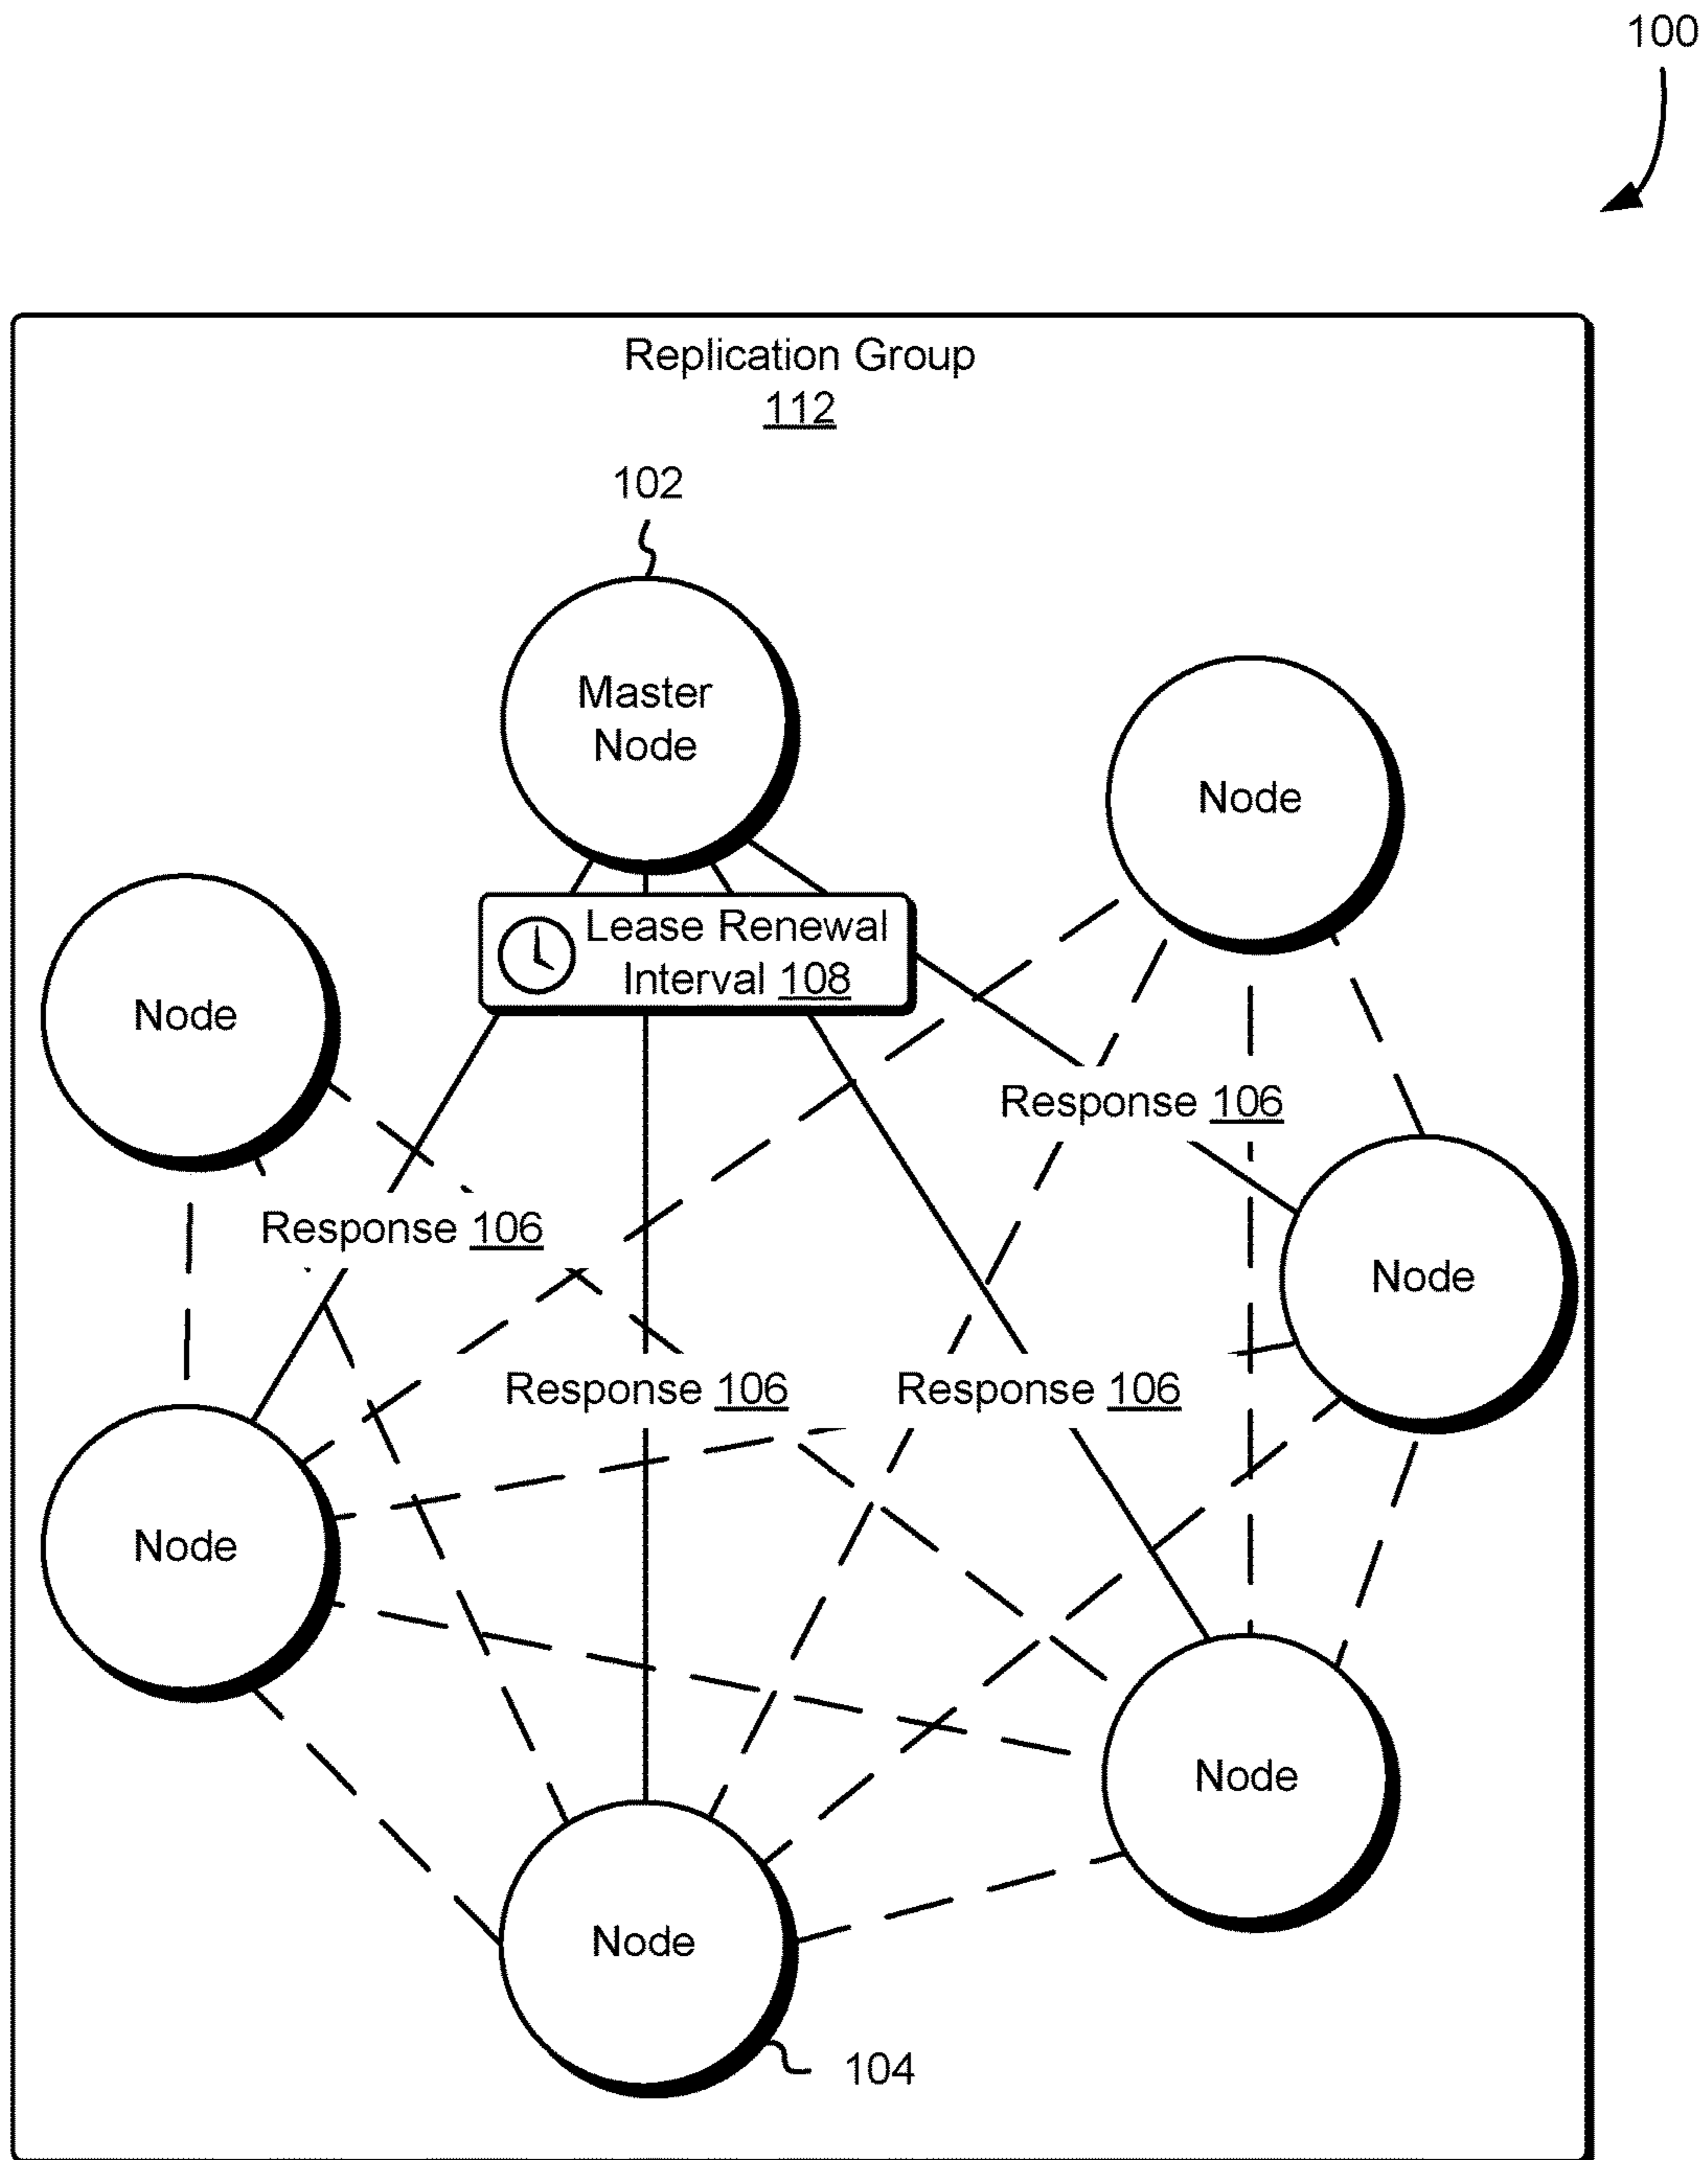 100
Replication Group
112
102
Master
Node
Node
Lease Renewal
Interval 108
Node
Response 106
Response 106
Node
Response 106
Response 106
Node
Node
Node
104